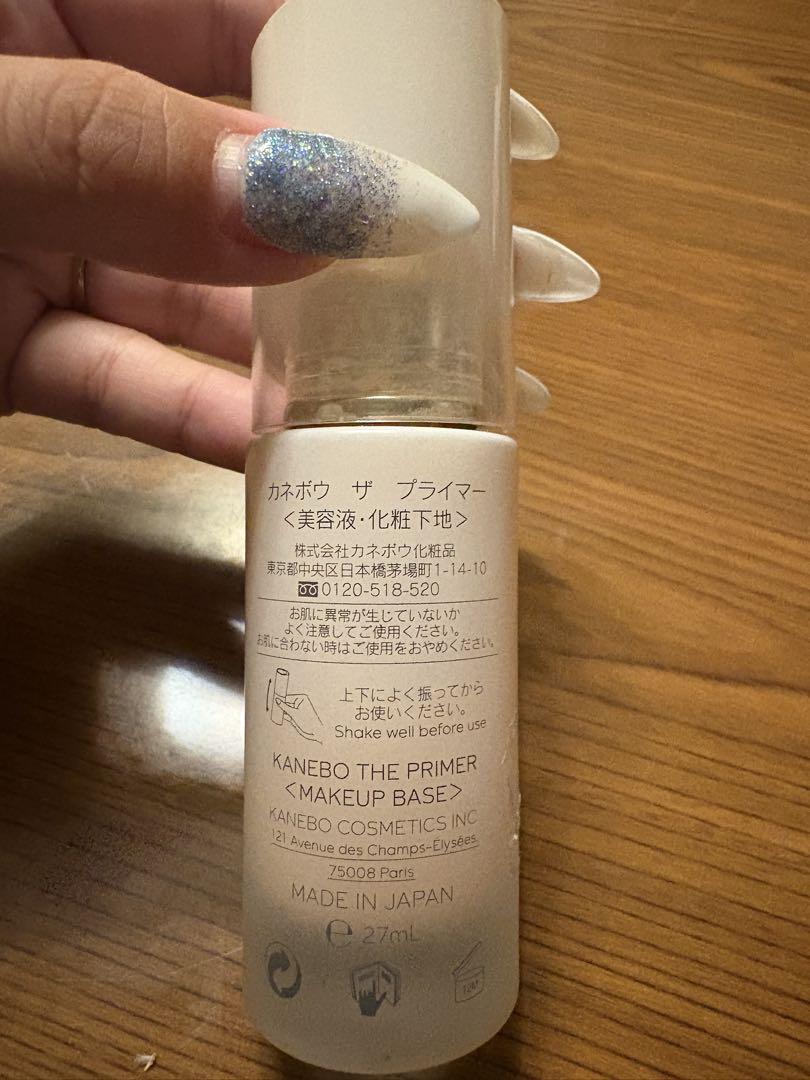 カネボウ ザ プライマー
<美容液・化粧下地>
株式会社カネボウ化粧品
東京都中央区日本橋茅場町1-14-10
0120-518-520
お肌に異常が生じていないか
よく注意してご使用ください。
お肌に合わない時はご使用をおやめください。
上下によく振ってから
お使いください。
Shake well before use
KANEBO THE PRIMER
<MAKEUP BASE>
KANEBO COSMETICS INC
121 Avenue des Champs-Élysées
75008 Paris
MADE IN JAPAN
℮ 27mL
12M